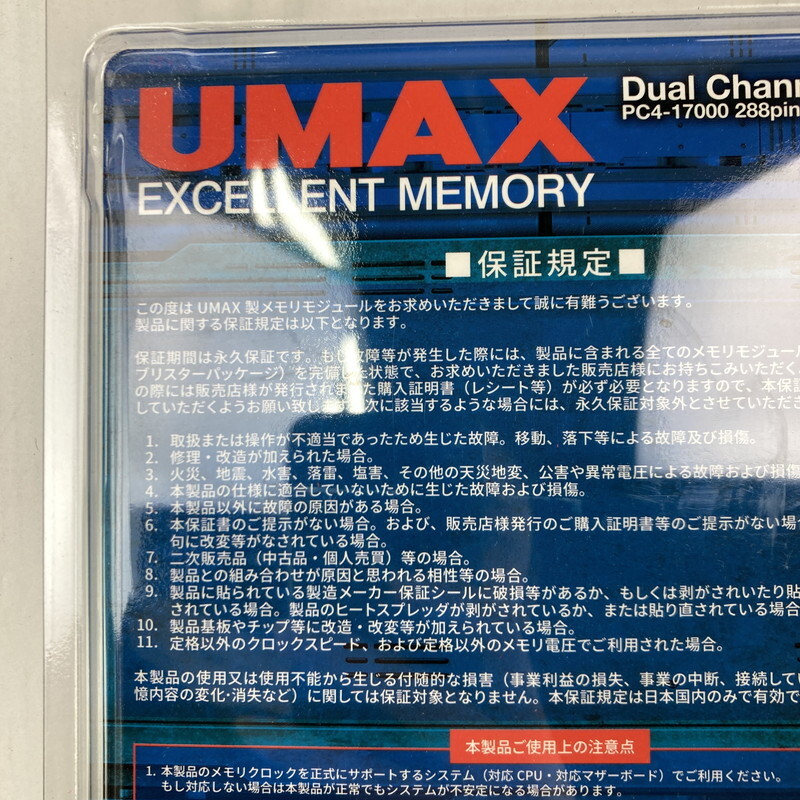 UMAX
Dual Chann
PC4-17000 288pin
EXCELLENT MEMORY
■保証規定■
この度は UMAX 製メモリモジュールをお求めいただきまして誠に有難うございます。
製品に関する保証規定は以下となります。
保証期間は永久保証です。もし故障等が発生した際には、製品に含まれる全てのメモリモジュール
ブリスターパッケージ）を完備した状態で、お求めいただきました販売店様にお持ちこみいただく
の際には販売店様が発行されました購入証明書（レシート等）が必ず必要となりますので、本保証
していただくようお願い致します。次に該当するような場合には、永久保証対象外とさせていただき
1. 取扱または操作が不適当であったため生じた故障。移動、落下等による故障及び損傷。
2. 修理・改造が加えられた場合。
3. 火災、地震、水害、落雷、塩害、その他の天災地変、公害や異常電圧による故障および損傷
4. 本製品の仕様に適合していないために生じた故障および損傷。
5. 本製品以外に故障の原因がある場合。
6. 本保証書のご提示がない場合。および、販売店様発行のご購入証明書等のご提示がない場合
句に改変等がなされている場合。
7. 二次販売品（中古品・個人売買）等の場合。
8. 製品との組み合わせが原因と思われる相性等の場合。
9. 製品に貼られている製造メーカー保証シールに破損等があるか、もしくは剥がされいたり貼
されている場合。製品のヒートスプレッダが剥がされているか、または貼り直されている場合
10. 製品基板やチップ等に改造・改変等が加えられている場合。
11. 定格以外のクロックスピード、および定格以外のメモリ電圧でご利用された場合。
本製品の使用又は使用不能から生じる付随的な損害（事業利益の損失、事業の中断、接続してい
憶内容の変化・消失など）に関しては保証対象となりません。本保証規定は日本国内のみで有効で
本製品ご使用上の注意点
1. 本製品のメモリクロックを正式にサポートするシステム（対応 CPU・対応マザーボード）でご利用ください。
もし対応しない場合は本製品が正常でもシステムが不安定になる場合があります。